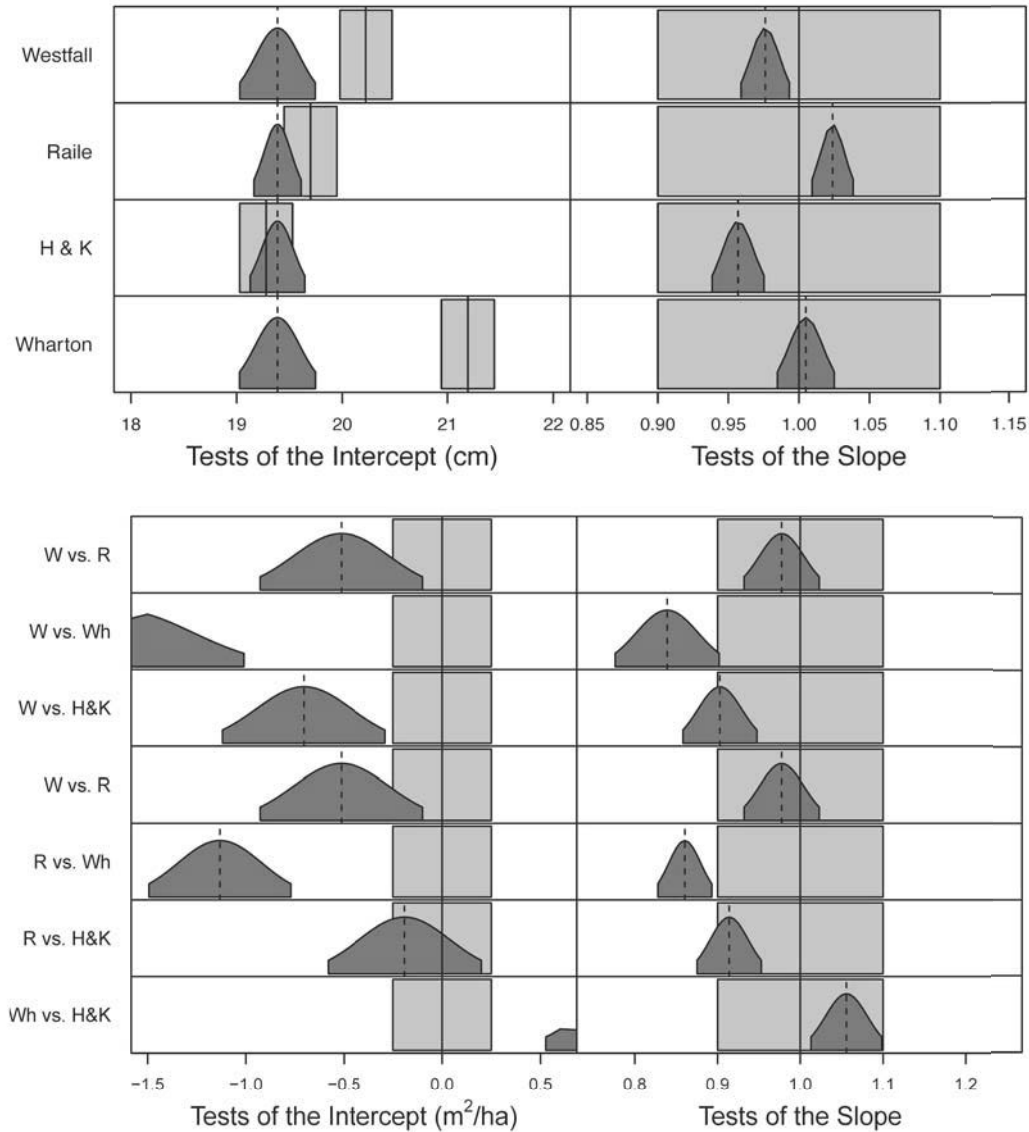 Westfall
Raile
H & K
Wharton
18 19 20 21 22 0.85 0.90 0.95 1.00 1.05 1.10 1.15
Tests of the Intercept (cm) Tests of the Slope
W vs. R
W vs. Wh
W vs. H&K
W vs. R
R vs. Wh
R vs. H&K
Wh vs. H&K
−1.5 −1.0 −0.5 0.0 0.5 0.8 0.9 1.0 1.1 1.2
Tests of the Intercept (m²/ha) Tests of the Slope